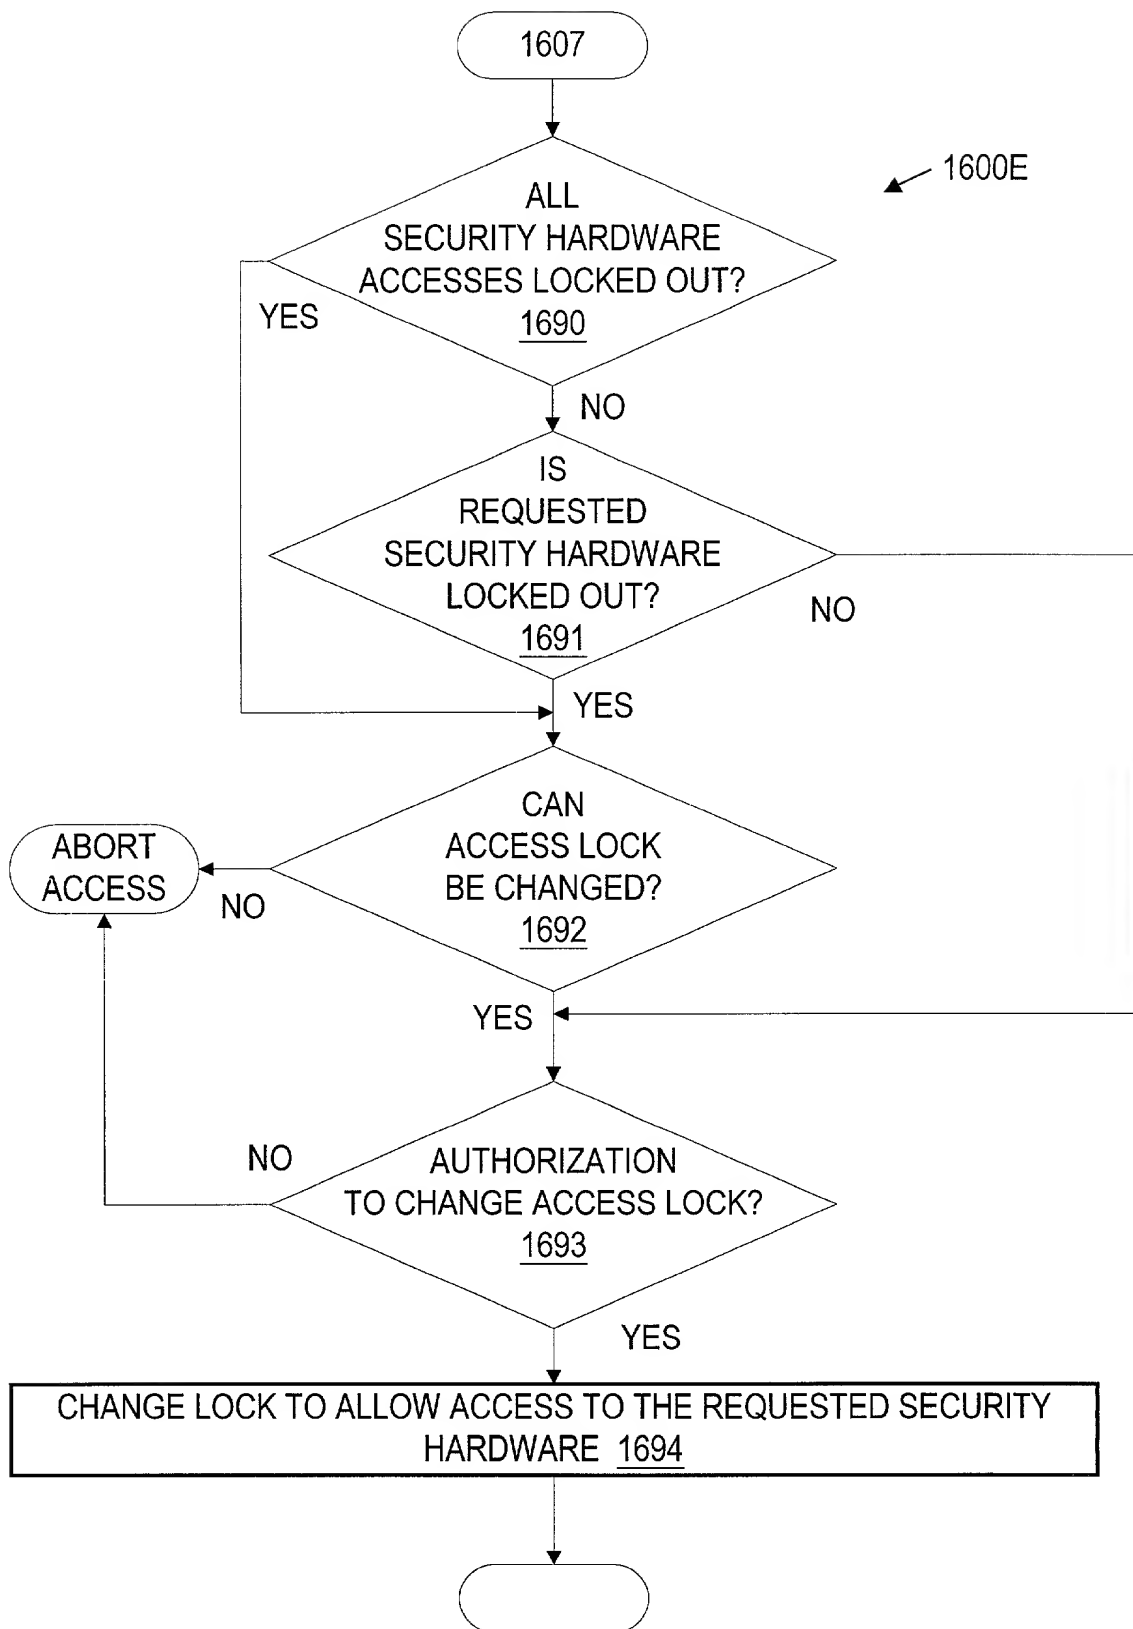 1607
1600E
ALL
SECURITY HARDWARE
ACCESSES LOCKED OUT?
1690
YES
NO
IS
REQUESTED
SECURITY HARDWARE
LOCKED OUT?
1691
NO
YES
CAN
ACCESS LOCK
BE CHANGED?
1692
ABORT
ACCESS
NO
YES
NO
AUTHORIZATION
TO CHANGE ACCESS LOCK?
1693
YES
CHANGE LOCK TO ALLOW ACCESS TO THE REQUESTED SECURITY
HARDWARE 1694